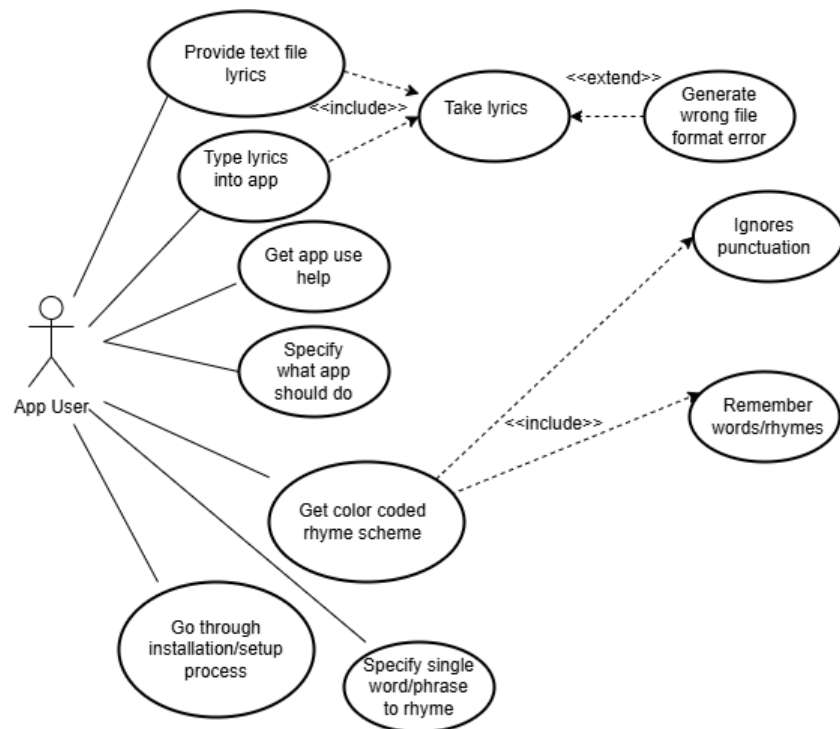 Provide text file
lyrics
<<include>>
Take lyrics
<<extend>>
Generate
wrong file
format error
Type lyrics
into app
Ignores
punctuation
Get app use
help
Specify
what app
should do
App User
Remember
words/rhymes
<<include>>
Get color coded
rhyme scheme
Go through
installation/setup
process
Specify single
word/phrase
to rhyme